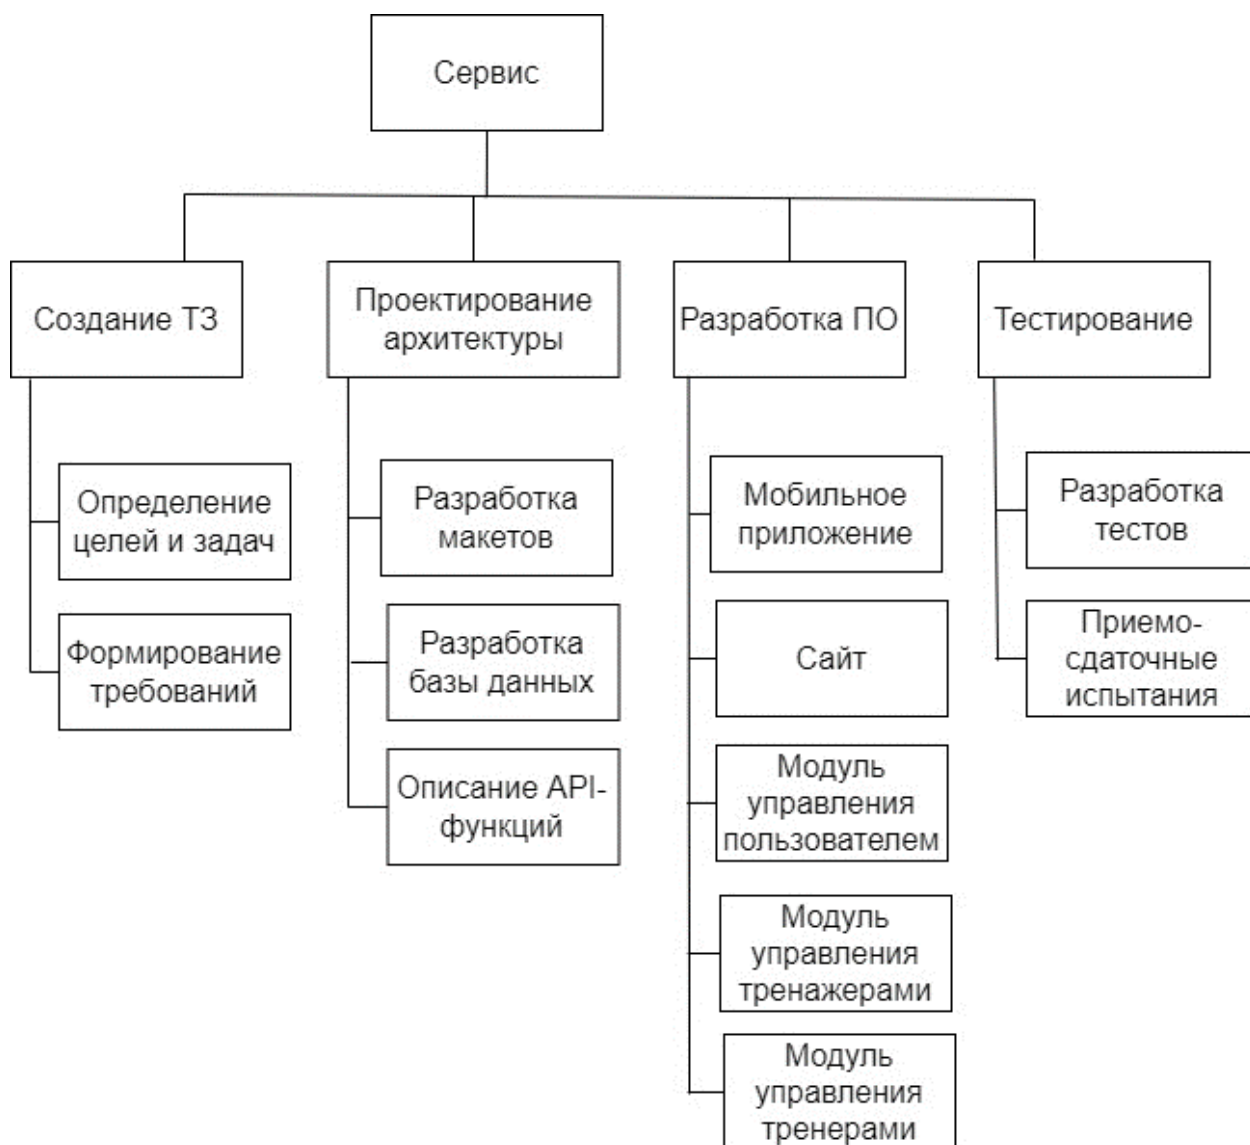 Сервис
Создание ТЗ
Проектирование
архитектуры
Разработка ПО
Тестирование
Определение
целей и задач
Формирование
требований
Разработка
макетов
Разработка
базы данных
Описание API-
функций
Мобильное
приложение
Сайт
Модуль
управления
пользователем
Модуль
управления
тренажерами
Модуль
управления
тренерами
Разработка
тестов
Приемо-
сдаточные
испытания